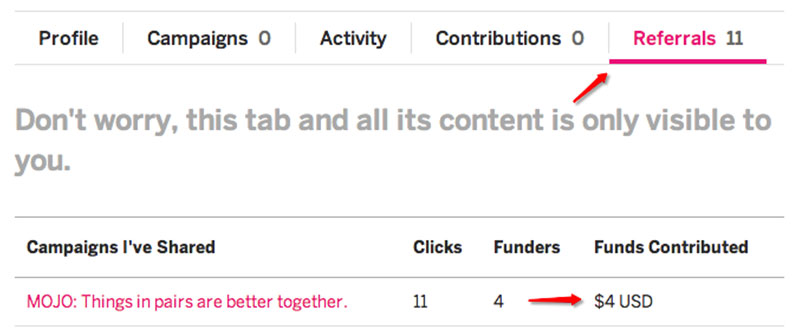 Profile Campaigns 0 Activity Contributions 0 Referrals 11
Don't worry, this tab and all its content is only visible to
you.
Campaigns I've Shared Clicks Funders Funds Contributed
MOJO: Things in pairs are better together. 11 4 $4 USD